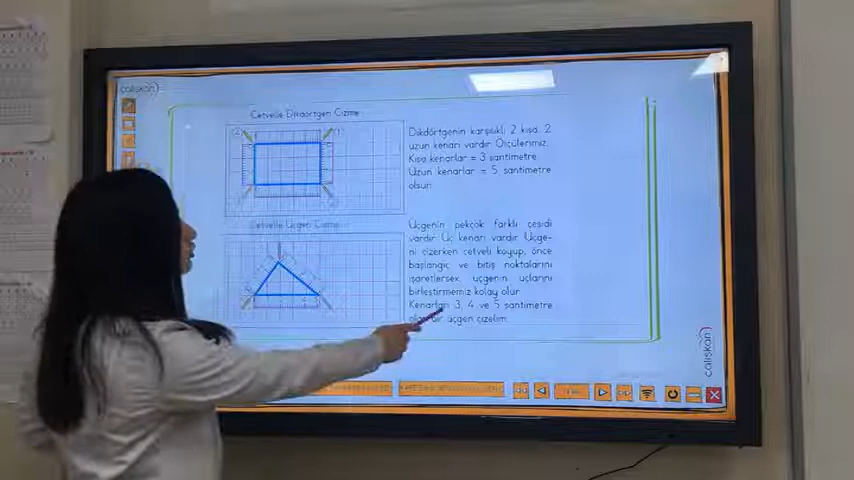 çalışkan
Cetvelle Dikdörtgen Çizme
Dikdörtgenin karşılıklı 2 kısa, 2
uzun kenarı vardır. Ölçülerimiz:
Kısa kenarlar = 3 santimetre
Uzun kenarlar = 5 santimetre
olsun.
Cetvelle Üçgen Çizme
Üçgenin pekçok farklı çeşidi
vardır. Üç kenarı vardır. Üçge-
ni çizerken cetveli koyup, önce
başlangıç ve bitiş noktalarını
işaretlersek üçgenin uçlarını
birleştirmemiz kolay olur.
Kenarları 3, 4 ve 5 santimetre
olan bir üçgen çizelim.
çalışkan